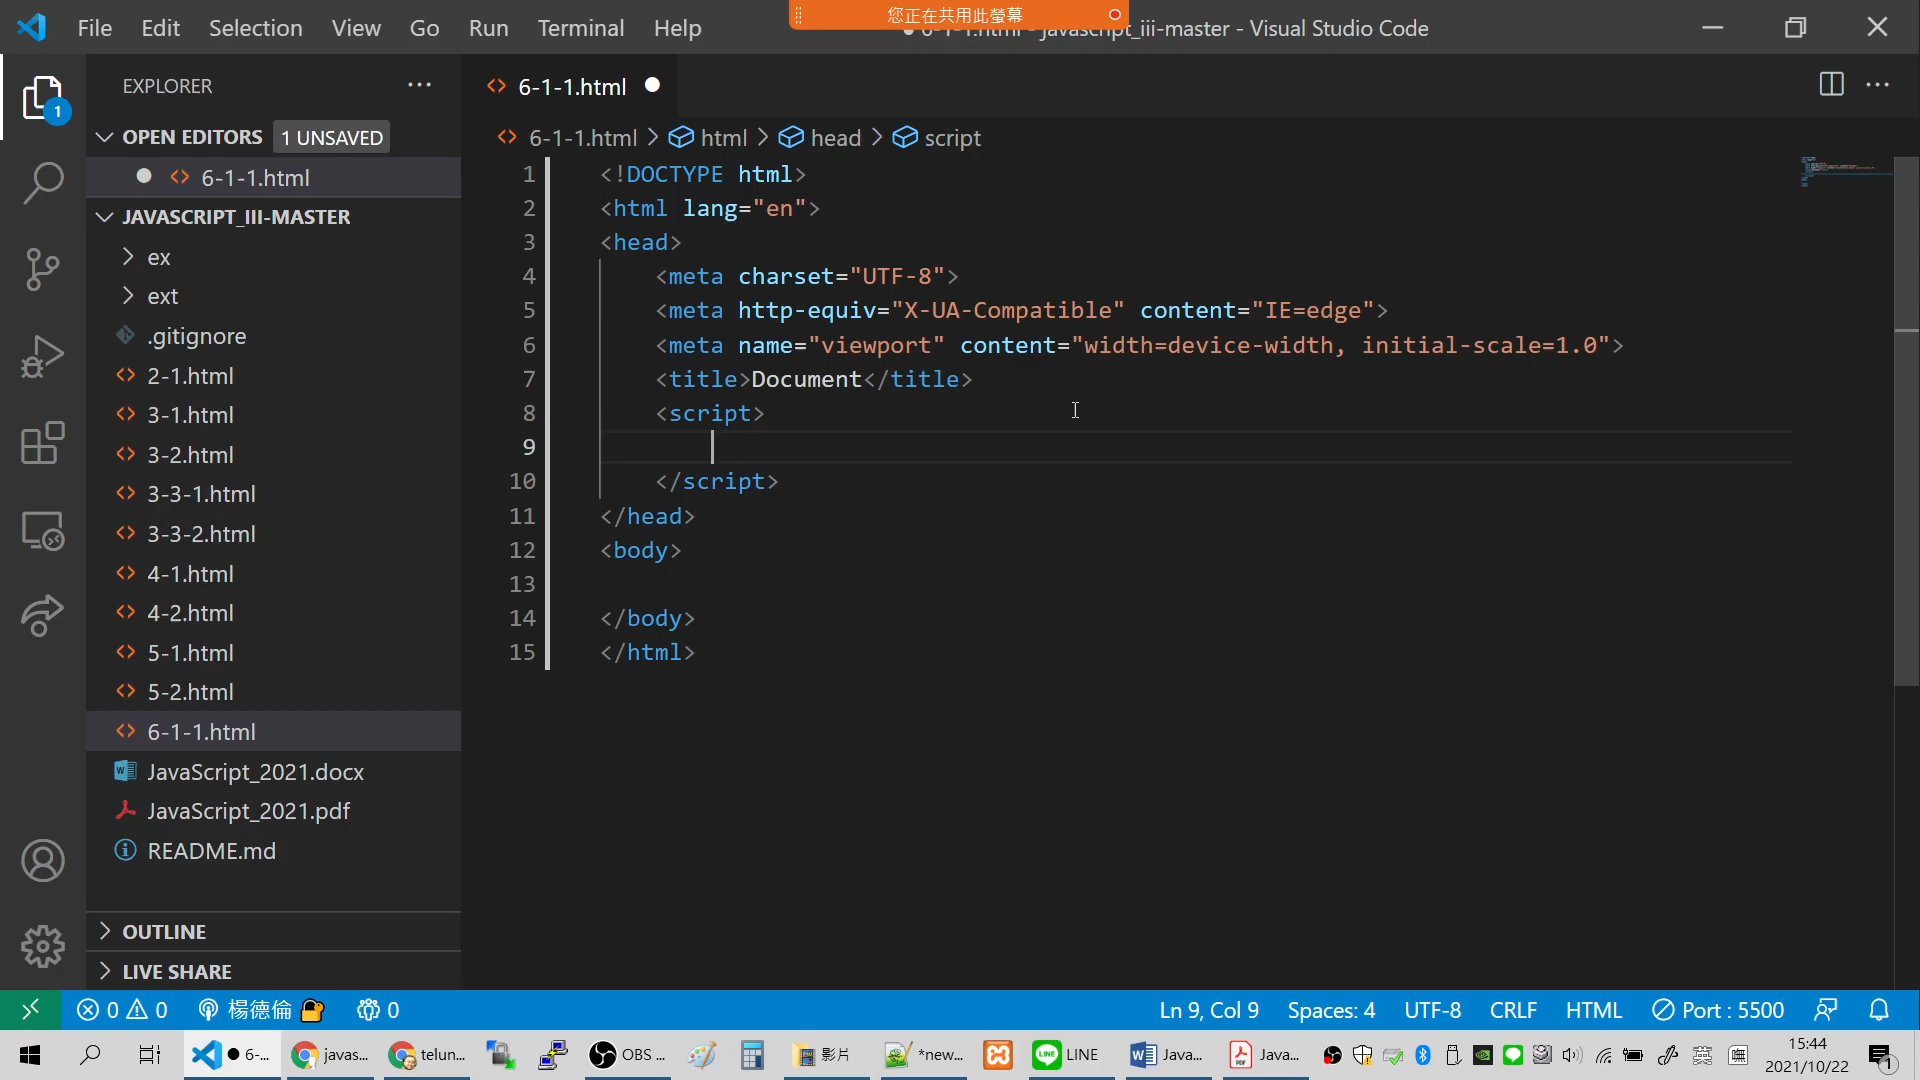 File Edit Selection View Go Run Terminal Help
您正在共用此螢幕
6-1-1.html - javascript_iii-master - Visual Studio Code
EXPLORER
OPEN EDITORS 1 UNSAVED
6-1-1.html
JAVASCRIPT_III-MASTER
ex
ext
.gitignore
2-1.html
3-1.html
3-2.html
3-3-1.html
3-3-2.html
4-1.html
4-2.html
5-1.html
5-2.html
6-1-1.html
JavaScript_2021.docx
JavaScript_2021.pdf
README.md
OUTLINE
LIVE SHARE
1
6-1-1.html
6-1-1.html > html > head > script
1 <!DOCTYPE html>
2 <html lang="en">
3 <head>
4 <meta charset="UTF-8">
5 <meta http-equiv="X-UA-Compatible" content="IE=edge">
6 <meta name="viewport" content="width=device-width, initial-scale=1.0">
7 <title>Document</title>
8 <script>
9
10 </script>
11 </head>
12 <body>
13
14 </body>
15 </html>
0 0 楊德倫 0
Ln 9, Col 9 Spaces: 4 UTF-8 CRLF HTML Port : 5500
6-... javas... telun... OBS ... 影片 *new... LINE Java... Java... 英
15:44
2021/10/22
1